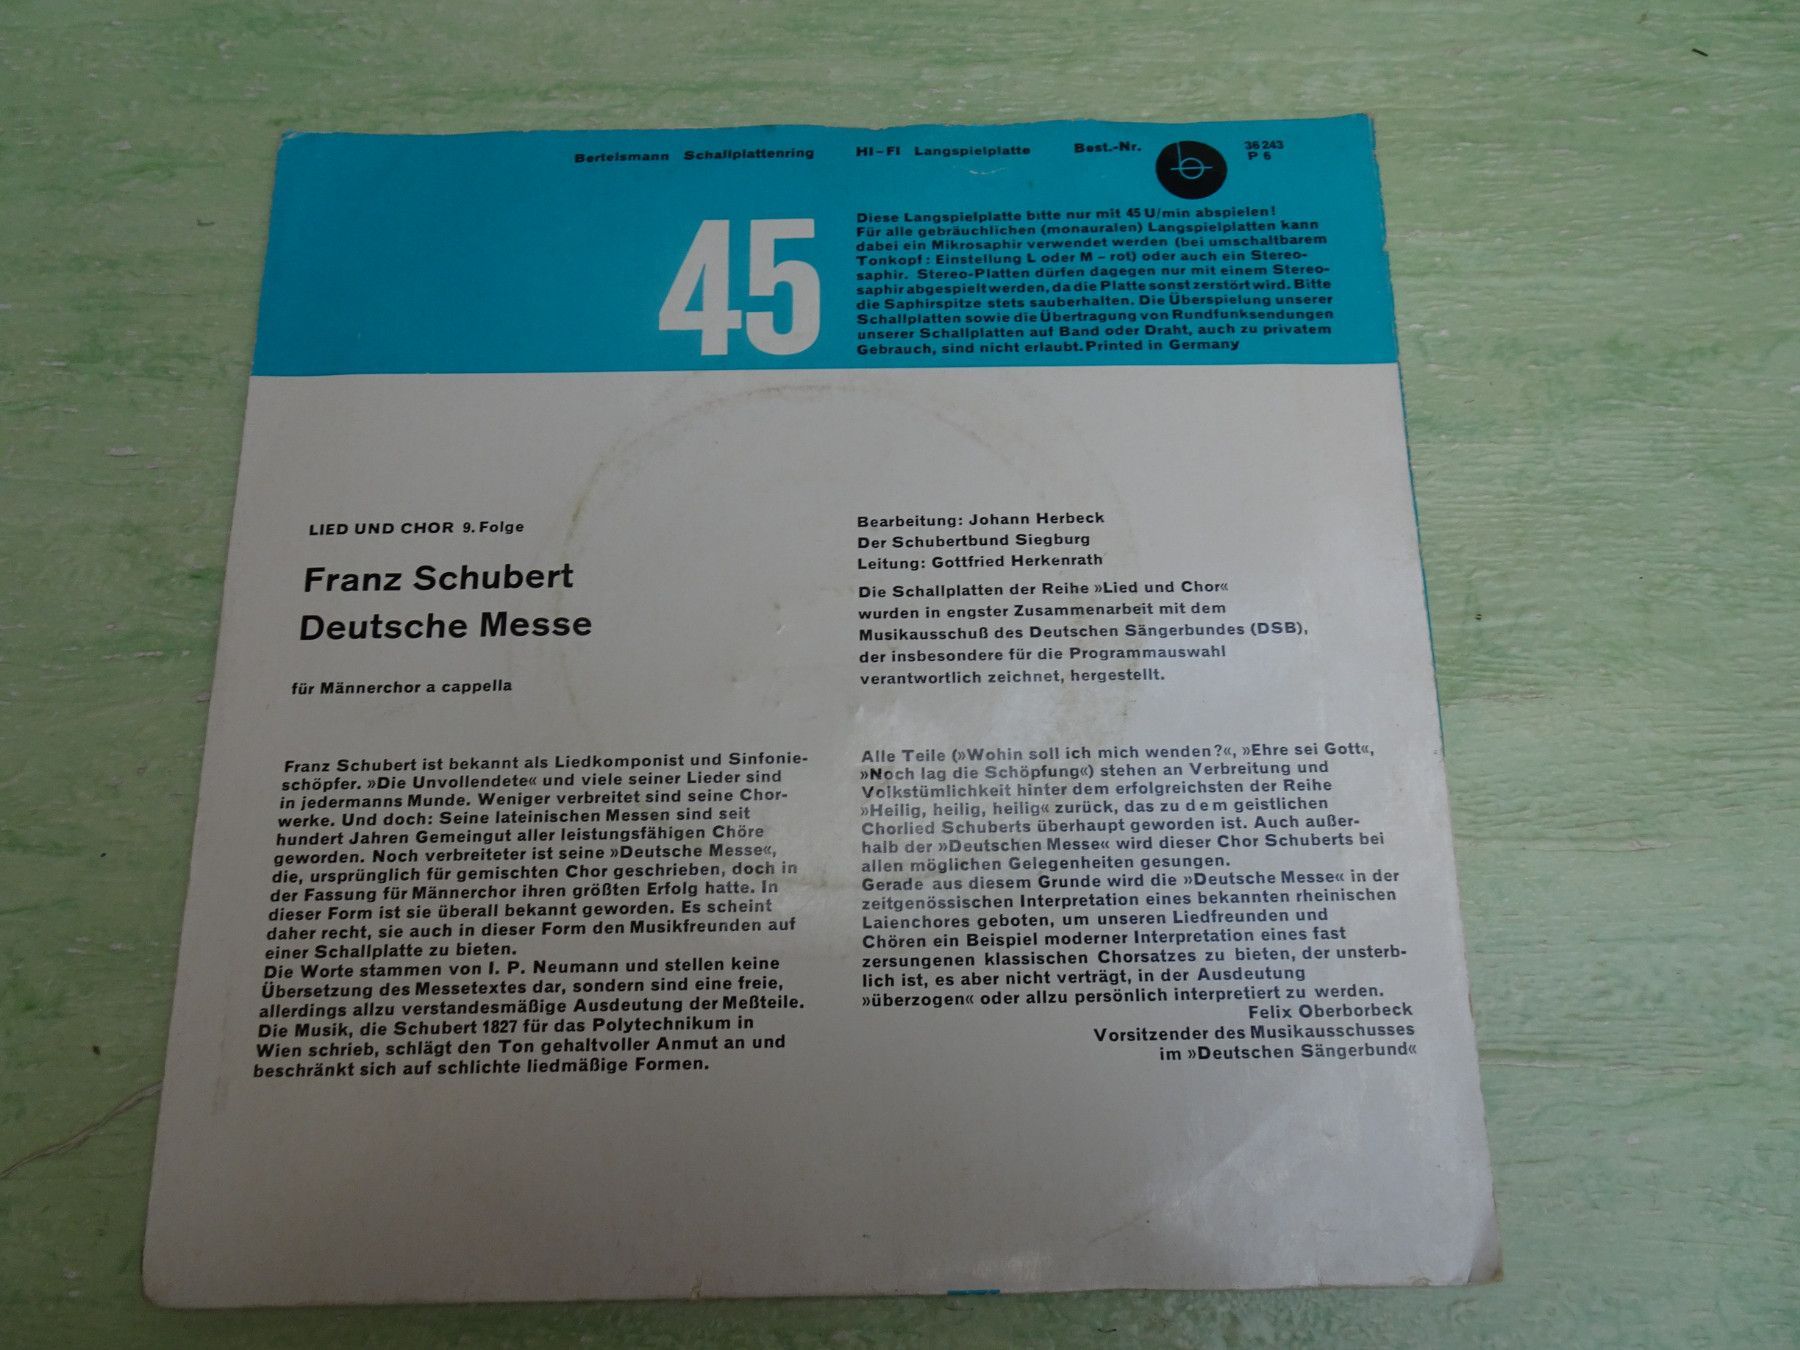 Bertelsmann Schallplattenring HI-FI Langspielplatte Best.-Nr. 36243
P 6
45
Diese Langspielplatte bitte nur mit 45 U/min abspielen!
Für alle gebräuchlichen (monauralen) Langspielplatten kann
dabei ein Mikrosaphir verwendet werden (bei umschaltbarem
Tonkopf: Einstellung L oder M – rot) oder auch ein Stereo-
saphir. Stereo-Platten dürfen dagegen nur mit einem Stereo-
saphir abgespielt werden, da die Platte sonst zerstört wird. Bitte
die Saphirspitze stets sauberhalten. Die Überspielung unserer
Schallplatten sowie die Übertragung von Rundfunksendungen
unserer Schallplatten auf Band oder Draht, auch zu privatem
Gebrauch, sind nicht erlaubt. Printed in Germany
LIED UND CHOR 9. Folge
Franz Schubert
Deutsche Messe
für Männerchor a cappella
Bearbeitung: Johann Herbeck
Der Schubertbund Siegburg
Leitung: Gottfried Herkenrath
Die Schallplatten der Reihe »Lied und Chor«
wurden in engster Zusammenarbeit mit dem
Musikausschuß des Deutschen Sängerbundes (DSB),
der insbesondere für die Programmauswahl
verantwortlich zeichnet, hergestellt.
Franz Schubert ist bekannt als Liedkomponist und Sinfonie-
schöpfer. »Die Unvollendete« und viele seiner Lieder sind
in jedermanns Munde. Weniger verbreitet sind seine Chor-
werke. Und doch: Seine lateinischen Messen sind seit
hundert Jahren Gemeingut aller leistungsfähigen Chöre
geworden. Noch verbreiteter ist seine »Deutsche Messe«,
die, ursprünglich für gemischten Chor geschrieben, doch in
der Fassung für Männerchor ihren größten Erfolg hatte. In
dieser Form ist sie überall bekannt geworden. Es scheint
daher recht, sie auch in dieser Form den Musikfreunden auf
einer Schallplatte zu bieten.
Die Worte stammen von I. P. Neumann und stellen keine
Übersetzung des Messetextes dar, sondern sind eine freie,
allerdings allzu verstandesmäßige Ausdeutung der Meßteile.
Die Musik, die Schubert 1827 für das Polytechnikum in
Wien schrieb, schlägt den Ton gehaltvoller Anmut an und
beschränkt sich auf schlichte liedmäßige Formen.
Alle Teile (»Wohin soll ich mich wenden?«, »Ehre sei Gott«,
»Noch lag die Schöpfung«) stehen an Verbreitung und
Volkstümlichkeit hinter dem erfolgreichsten der Reihe
»Heilig, heilig, heilig« zurück, das zu dem geistlichen
Chorlied Schuberts überhaupt geworden ist. Auch außer-
halb der »Deutschen Messe« wird dieser Chor Schuberts bei
allen möglichen Gelegenheiten gesungen.
Gerade aus diesem Grunde wird die »Deutsche Messe« in der
zeitgenössischen Interpretation eines bekannten rheinischen
Laienchores geboten, um unseren Liedfreunden und
Chören ein Beispiel moderner Interpretation eines fast
zersungenen klassischen Chorsatzes zu bieten, der unsterb-
lich ist, es aber nicht verträgt, in der Ausdeutung
»überzogen« oder allzu persönlich interpretiert zu werden.
Felix Oberborbeck
Vorsitzender des Musikausschusses
im »Deutschen Sängerbund«